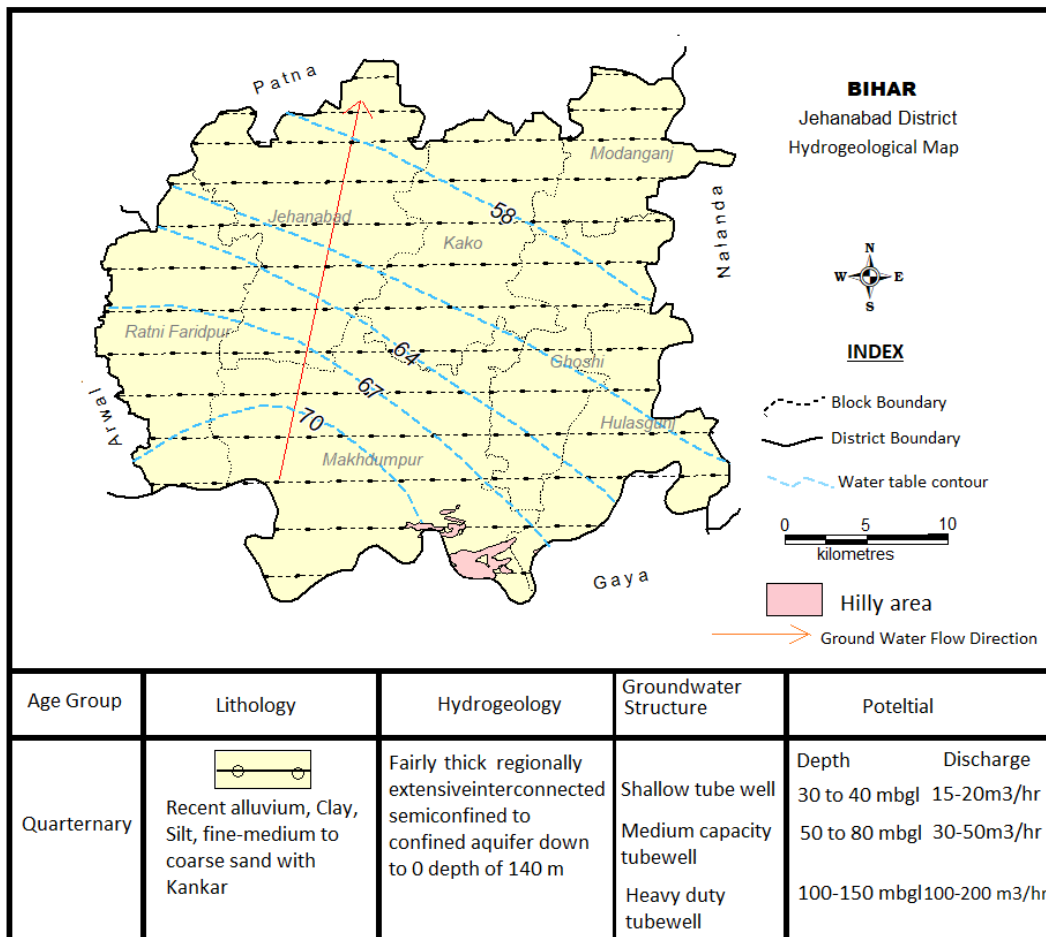 Patna
BIHAR
Jehanabad District
Hydrogeological Map
Modanganj
Jehanabad
58
Kako
Nalanda
N
W E
S
Ratni Faridpur
64
Ghoshi
INDEX
67
Arwal
70
Hulasgunj
Makhdumpur
Block Boundary
District Boundary
Water table contour
0 5 10
kilometres
Gaya
Hilly area
Ground Water Flow Direction
Age Group
Lithology
Hydrogeology
Groundwater
Structure
Poteltial
Quarternary
Recent alluvium, Clay,
Silt, fine-medium to
coarse sand with
Kankar
Fairly thick regionally
extensiveinterconnected
semiconfined to
confined aquifer down
to 0 depth of 140 m
Shallow tube well
Medium capacity
tubewell
Heavy duty
tubewell
Depth Discharge
30 to 40 mbgl 15-20m3/hr
50 to 80 mbgl 30-50m3/hr
100-150 mbgl 100-200 m3/hr